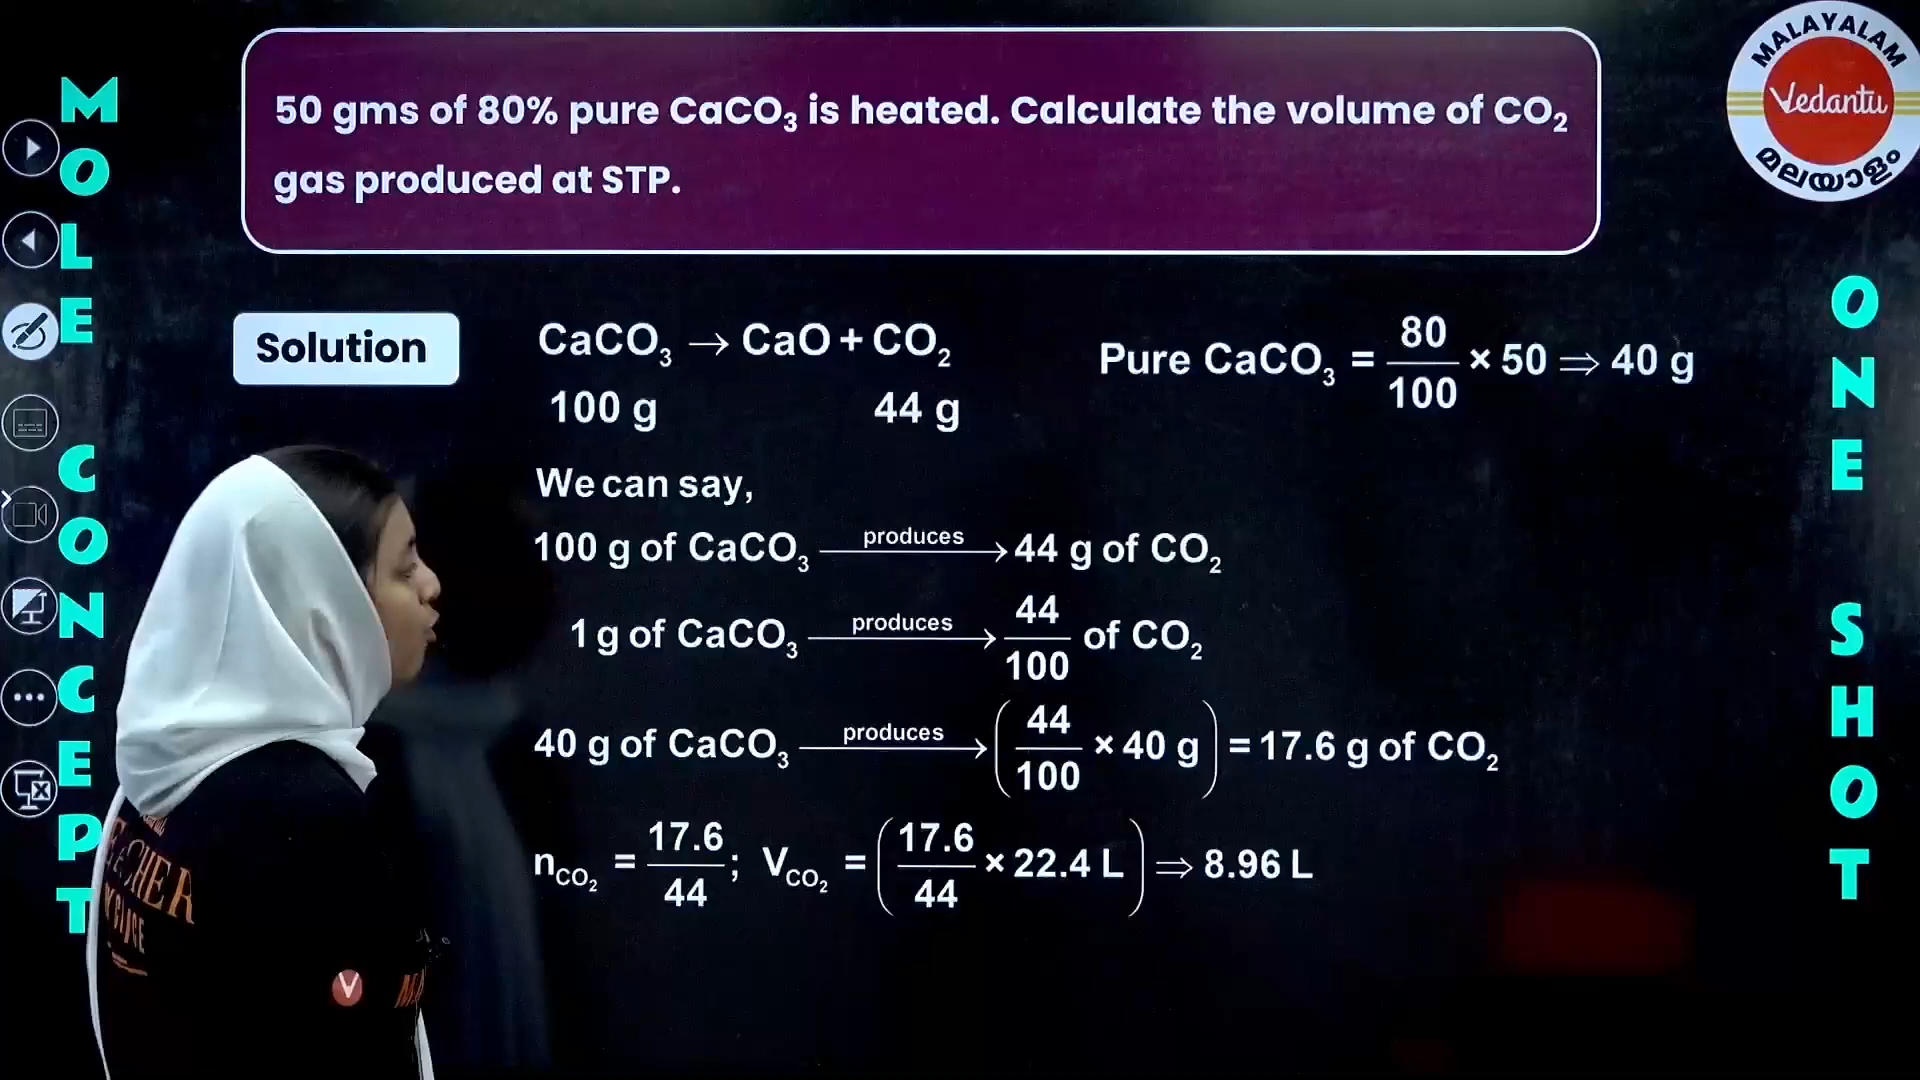 MOLE CONCEPT
50 gms of 80% pure CaCO₃ is heated. Calculate the volume of CO₂
gas produced at STP.
MALAYALAM
Vedantu
മലയാളം
Solution
CaCO₃ → CaO + CO₂
100 g 44 g
Pure CaCO₃ = 80/100 × 50 ⇒ 40 g
We can say,
100 g of CaCO₃ produces → 44 g of CO₂
1 g of CaCO₃ produces → 44/100 of CO₂
40 g of CaCO₃ produces → (44/100 × 40 g) = 17.6 g of CO₂
n_CO₂ = 17.6/44 ; V_CO₂ = (17.6/44 × 22.4 L) ⇒ 8.96 L
ONE SHOT
V